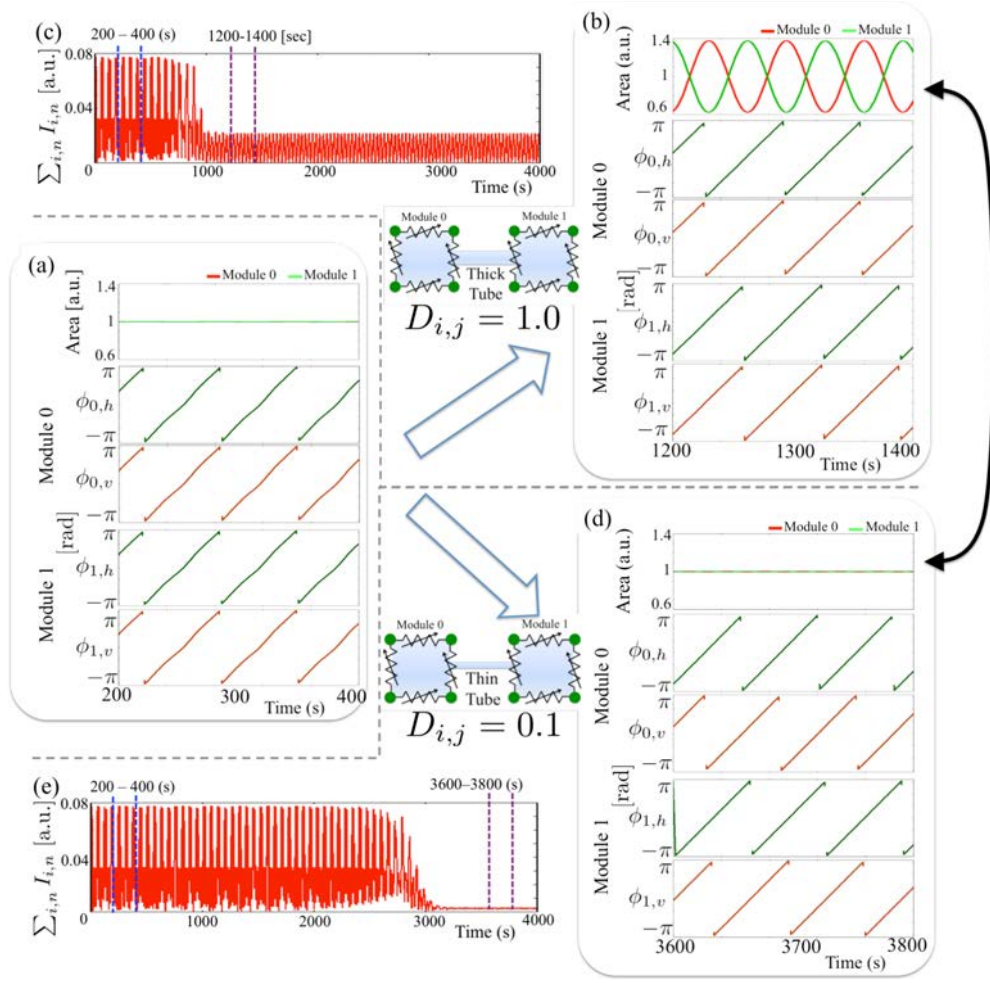 (c)
200 – 400 (s)
1200-1400 [sec]
∑i,n Ii,n [a.u.]
0.08
0.04
0
1000
2000
3000
4000
Time (s)
(b)
Module 0 Module 1
Area (a.u.)
1.4
1
0.6
Module 0
π
ϕ0,h
−π
π
ϕ0,v
−π
Module 1
[rad]
π
ϕ1,h
−π
π
ϕ1,v
−π
1200
1300
1400
Time (s)
Module 0
Module 1
Thick
Tube
Di,j = 1.0
(a)
Module 0 Module 1
Area [a.u.]
1.4
1
0.6
Module 0
π
ϕ0,h
−π
π
ϕ0,v
−π
Module 1
[rad]
π
ϕ1,h
−π
π
ϕ1,v
−π
200
300
400
Time (s)
Module 0
Module 1
Thin
Tube
Di,j = 0.1
(d)
Module 0 Module 1
Area (a.u.)
1.4
1
0.6
Module 0
π
ϕ0,h
−π
π
ϕ0,v
−π
Module 1
[rad]
π
ϕ1,h
−π
π
ϕ1,v
−π
3600
3700
3800
Time (s)
(e)
200 – 400 (s)
3600–3800 (s)
∑i,n Ii,n [a.u.]
0.08
0.04
0
1000
2000
3000
4000
Time (s)